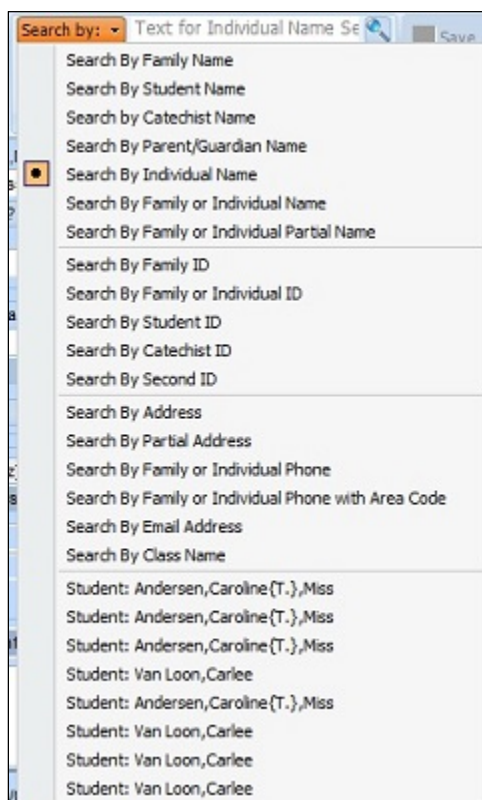 Search by: Text for Individual Name Se Save
Search By Family Name
Search By Student Name
Search by Catechist Name
Search By Parent/Guardian Name
Search By Individual Name
Search By Family or Individual Name
Search By Family or Individual Partial Name
Search By Family ID
Search By Family or Individual ID
Search By Student ID
Search By Catechist ID
Search By Second ID
Search By Address
Search By Partial Address
Search By Family or Individual Phone
Search By Family or Individual Phone with Area Code
Search By Email Address
Search By Class Name
Student: Andersen,Caroline{T.},Miss
Student: Andersen,Caroline{T.},Miss
Student: Andersen,Caroline{T.},Miss
Student: Van Loon,Carlee
Student: Andersen,Caroline{T.},Miss
Student: Van Loon,Carlee
Student: Van Loon,Carlee
Student: Van Loon,Carlee